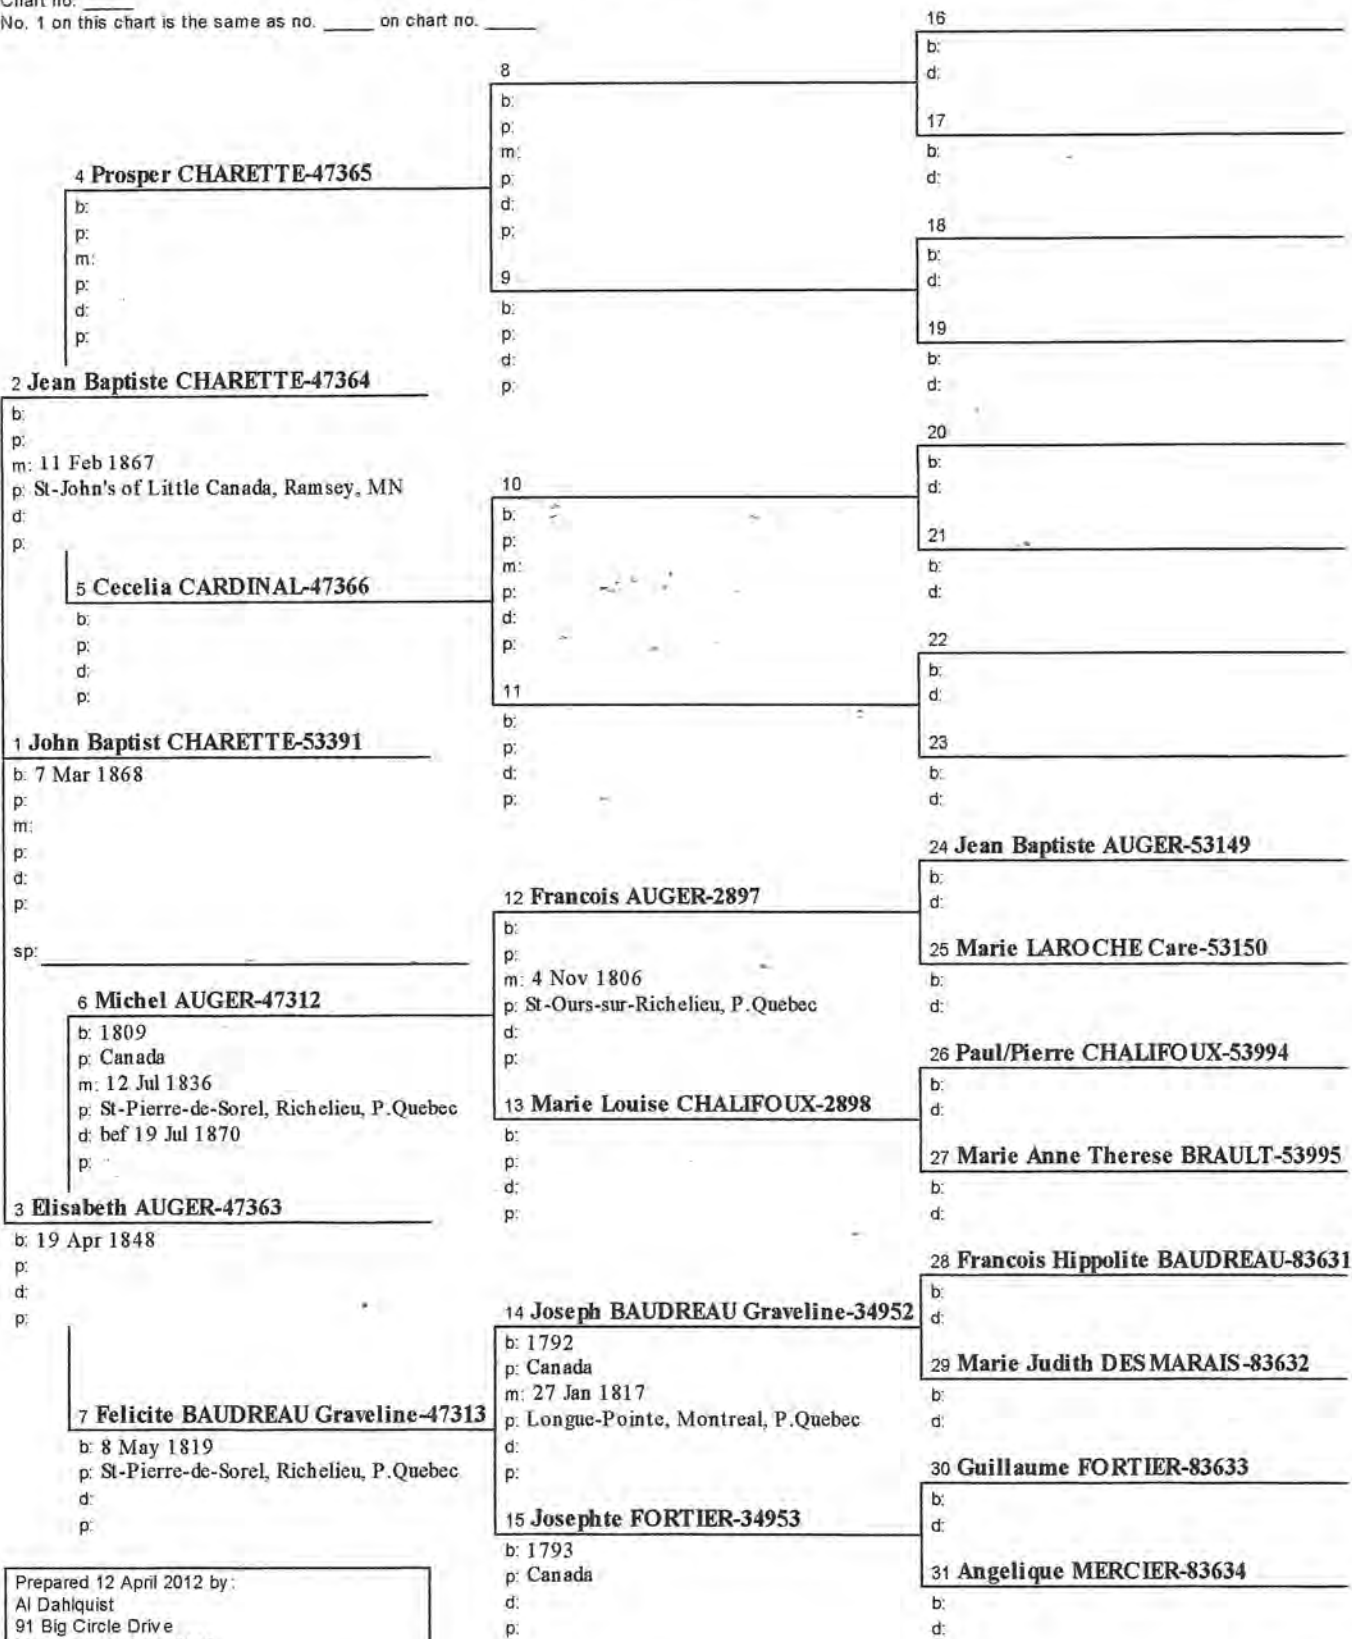 Chart no. _____
No. 1 on this chart is the same as no. _____ on chart no. _____
16
b:
d:
8
b:
p:
m:
p:
d:
p:
17
b:
d:
4 Prosper CHARETTE-47365
b:
p:
m:
p:
d:
p:
18
b:
d:
9
b:
p:
d:
p:
19
b:
d:
2 Jean Baptiste CHARETTE-47364
b:
p:
m: 11 Feb 1867
p: St-John's of Little Canada, Ramsey, MN
d:
p:
20
b:
d:
10
b:
p:
m:
p:
d:
p:
21
b:
d:
5 Cecelia CARDINAL-47366
b:
p:
d:
p:
22
b:
d:
11
b:
p:
d:
p:
23
b:
d:
1 John Baptist CHARETTE-53391
b: 7 Mar 1868
p:
m:
p:
d:
p:
sp:
24 Jean Baptiste AUGER-53149
b:
d:
12 Francois AUGER-2897
b:
p:
m: 4 Nov 1806
p: St-Ours-sur-Richelieu, P.Quebec
d:
p:
25 Marie LAROCHE Care-53150
b:
d:
6 Michel AUGER-47312
b: 1809
p: Canada
m: 12 Jul 1836
p: St-Pierre-de-Sorel, Richelieu, P.Quebec
d: bef 19 Jul 1870
p:
26 Paul/Pierre CHALIFOUX-53994
b:
d:
13 Marie Louise CHALIFOUX-2898
b:
p:
d:
p:
27 Marie Anne Therese BRAULT-53995
b:
d:
3 Elisabeth AUGER-47363
b: 19 Apr 1848
p:
d:
p:
28 Francois Hippolite BAUDREAU-83631
b:
d:
14 Joseph BAUDREAU Graveline-34952
b: 1792
p: Canada
m: 27 Jan 1817
p: Longue-Pointe, Montreal, P.Quebec
d:
p:
29 Marie Judith DESMARAIS-83632
b:
d:
7 Felicite BAUDREAU Graveline-47313
b: 8 May 1819
p: St-Pierre-de-Sorel, Richelieu, P.Quebec
d:
p:
30 Guillaume FORTIER-83633
b:
d:
15 Josephte FORTIER-34953
b: 1793
p: Canada
d:
p:
31 Angelique MERCIER-83634
b:
d:
Prepared 12 April 2012 by:
Al Dahlquist
91 Big Circle Drive